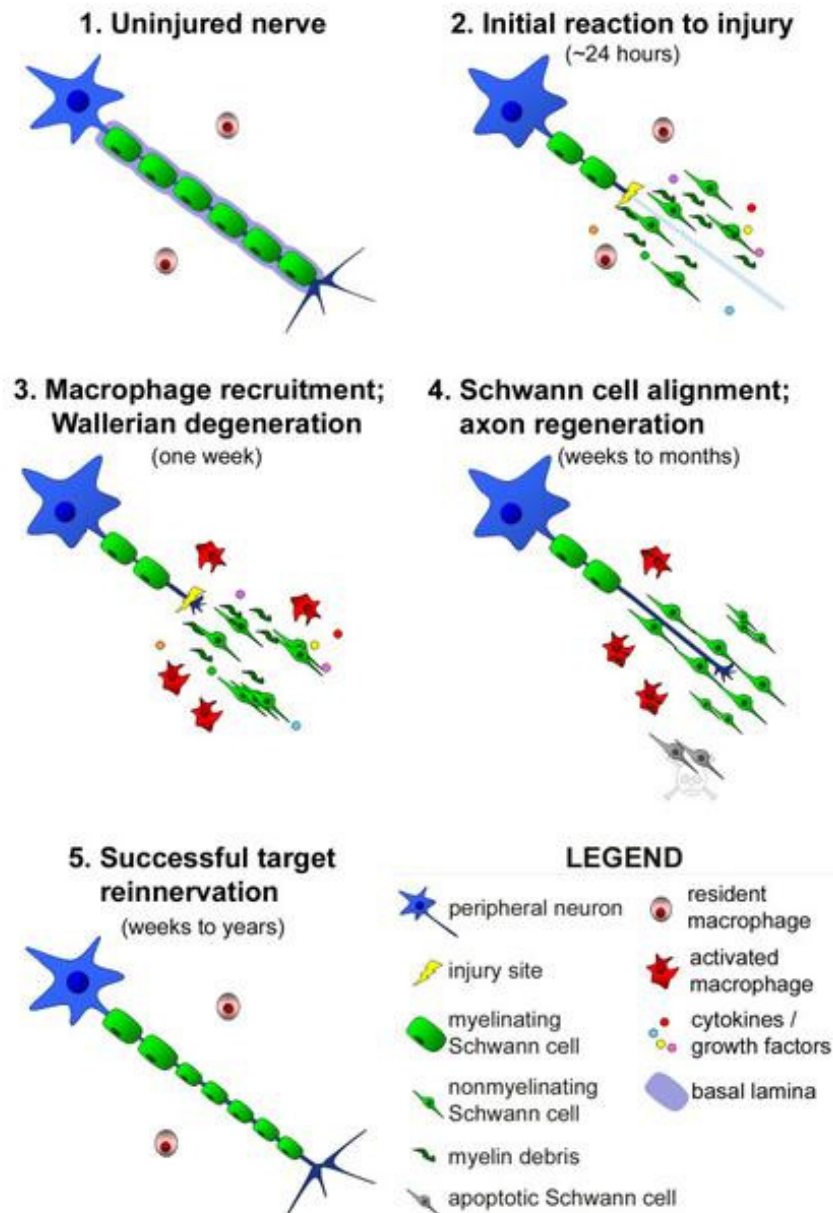 1. Uninjured nerve
2. Initial reaction to injury
(~24 hours)
3. Macrophage recruitment;
Wallerian degeneration
(one week)
4. Schwann cell alignment;
axon regeneration
(weeks to months)
5. Successful target
reinnervation
(weeks to years)
LEGEND
peripheral neuron
injury site
myelinating
Schwann cell
nonmyelinating
Schwann cell
myelin debris
apoptotic Schwann cell
resident
macrophage
activated
macrophage
cytokines /
growth factors
basal lamina